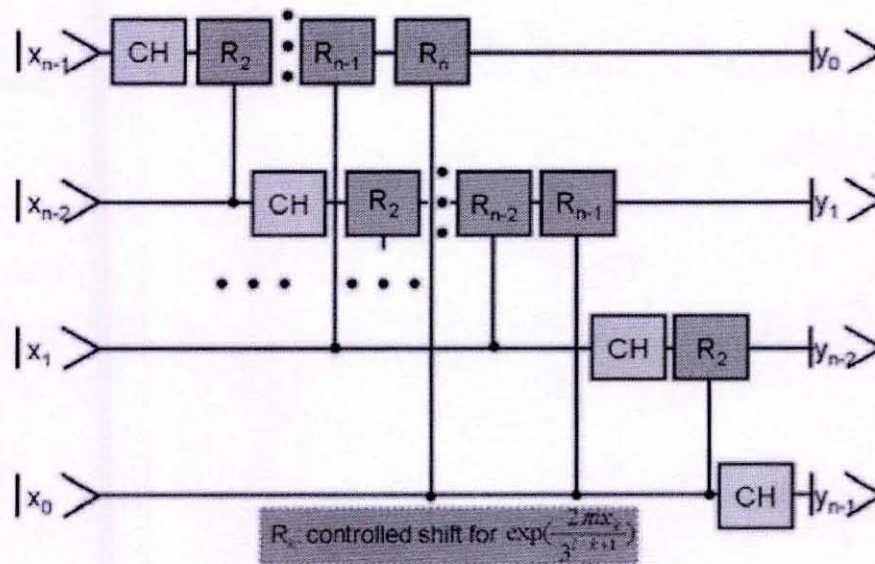 |x_{n-1}> CH R_2 R_{n-1} R_n |y_0>
|x_{n-2}> CH R_2 R_{n-2} R_{n-1} |y_1>
|x_1> CH R_2 |y_{n-2}>
|x_0> CH |y_{n-1}>
controlled shift for exp(